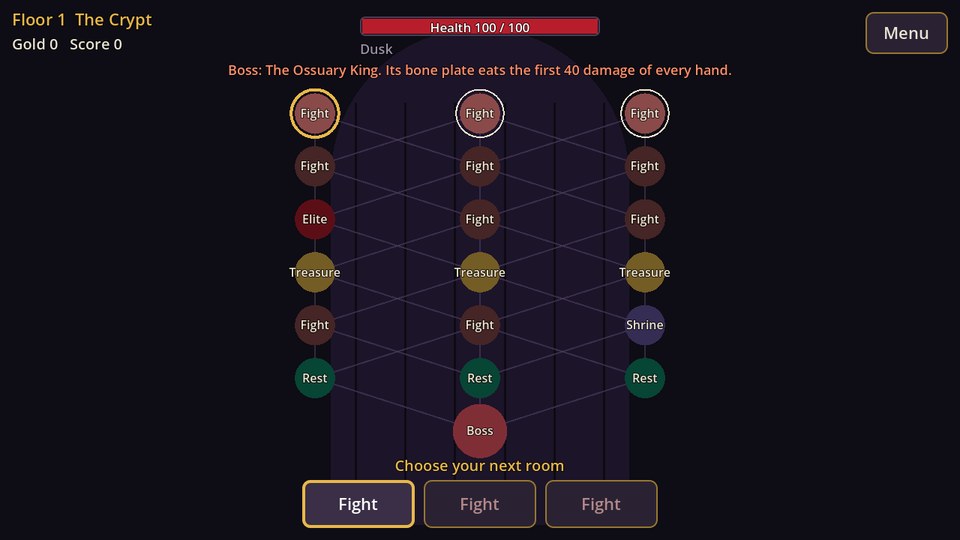 Floor 1 The Crypt
Gold 0 Score 0
Health 100 / 100
Dusk
Menu
Boss: The Ossuary King. Its bone plate eats the first 40 damage of every hand.
Fight Fight Fight
Fight Fight Fight
Elite Fight Fight
Treasure Treasure Treasure
Fight Fight Shrine
Rest Rest Rest
Boss
Choose your next room
Fight Fight Fight